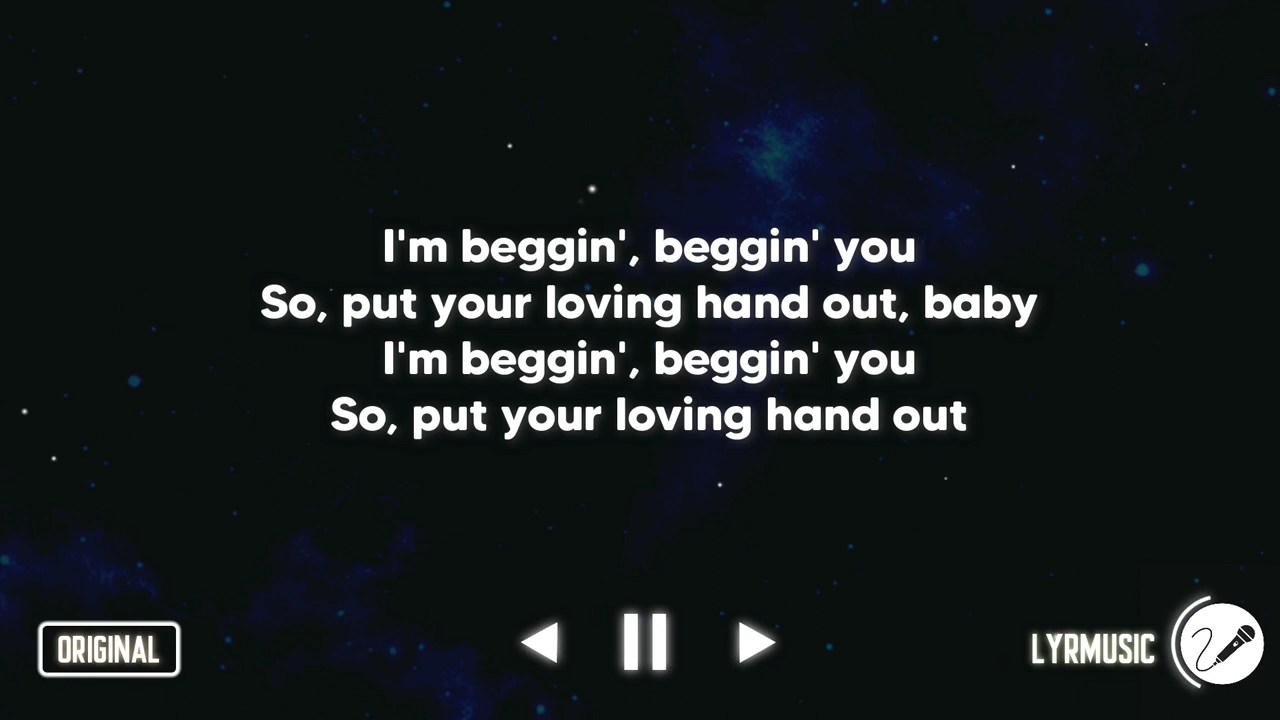 I'm beggin', beggin' you
So, put your loving hand out, baby
I'm beggin', beggin' you
So, put your loving hand out
ORIGINAL
LYRMUSIC